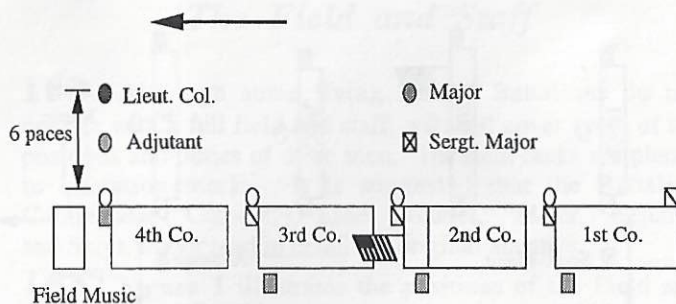 Lieut. Col.
Major
6 paces
Adjutant
Sergt. Major
4th Co.
3rd Co.
2nd Co.
1st Co.
Field Music